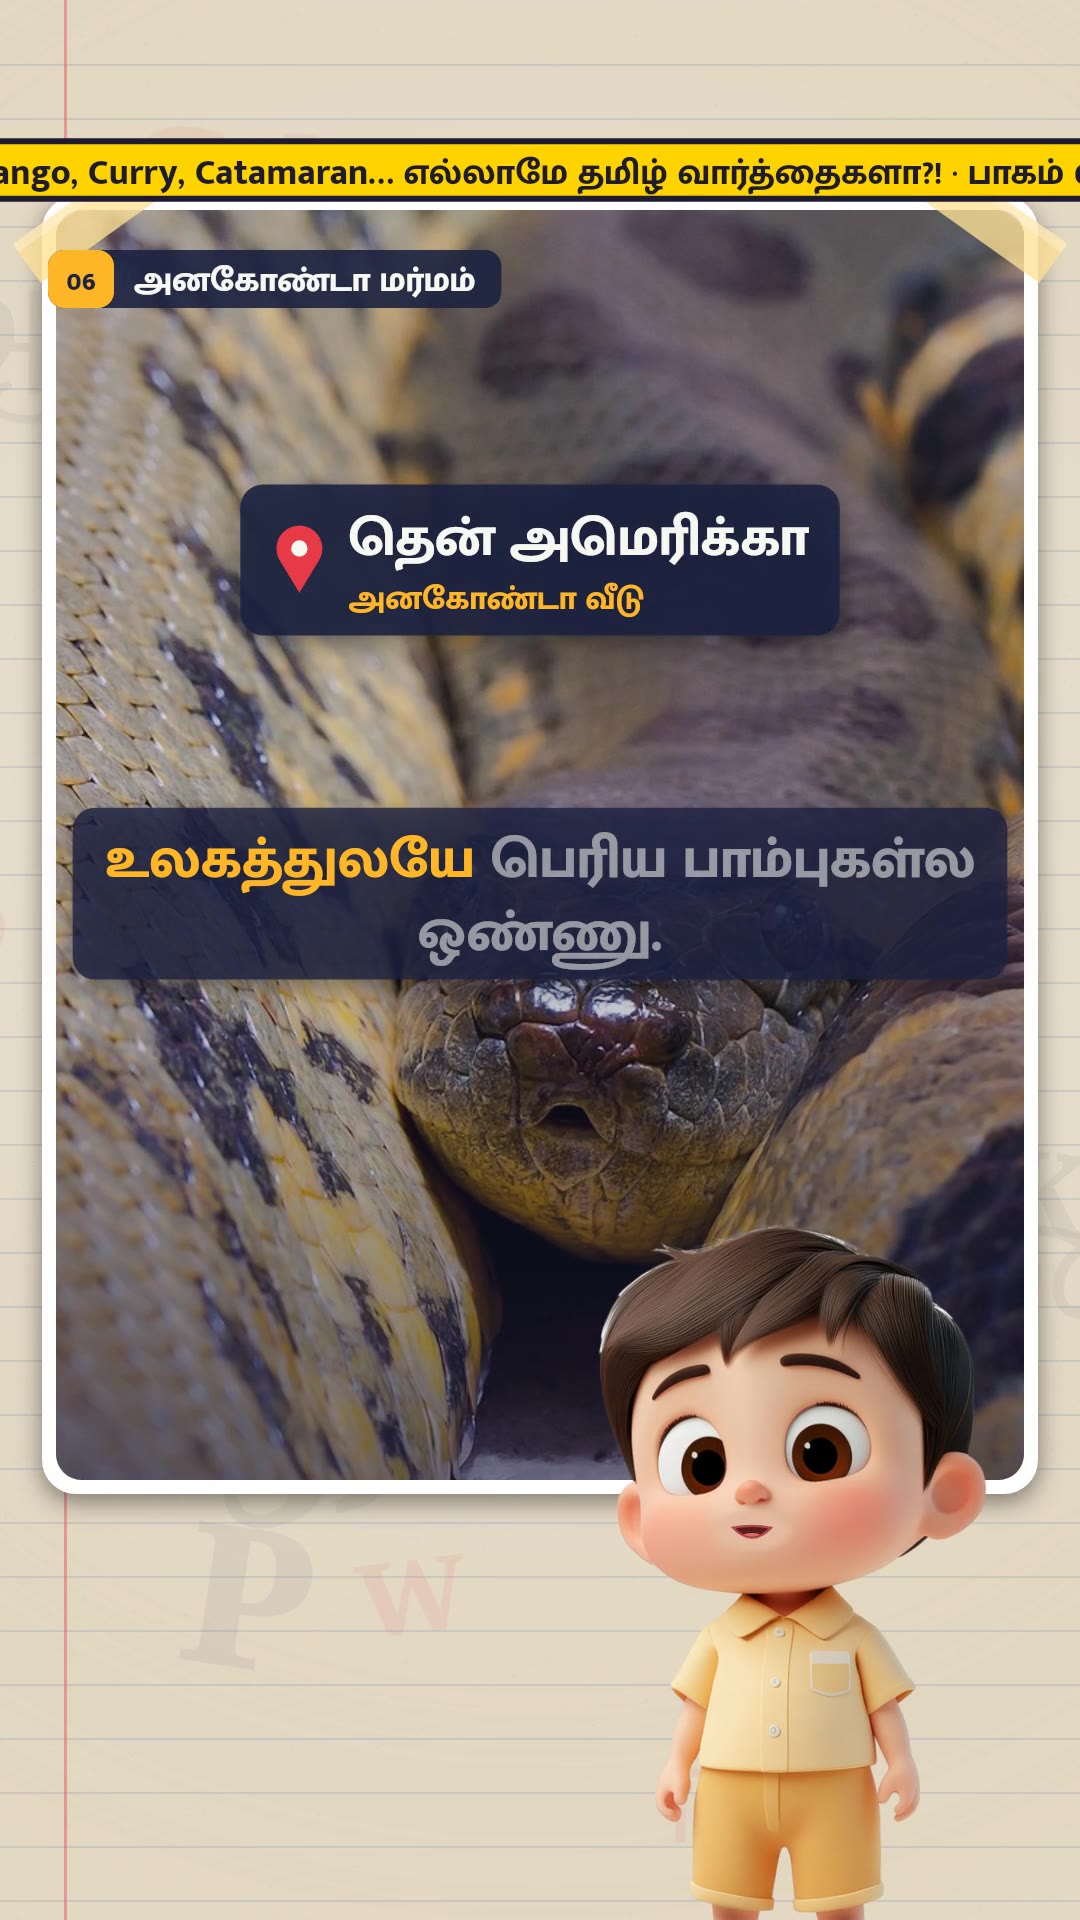 ango, Curry, Catamaran... எல்லாமே தமிழ் வார்த்தைகளா?! · பாகம்
06 அனகோண்டா மர்மம்
தென் அமெரிக்கா
அனகோண்டா வீடு
உலகத்துலயே பெரிய பாம்புகள்ல
ஒண்ணு.
P
w